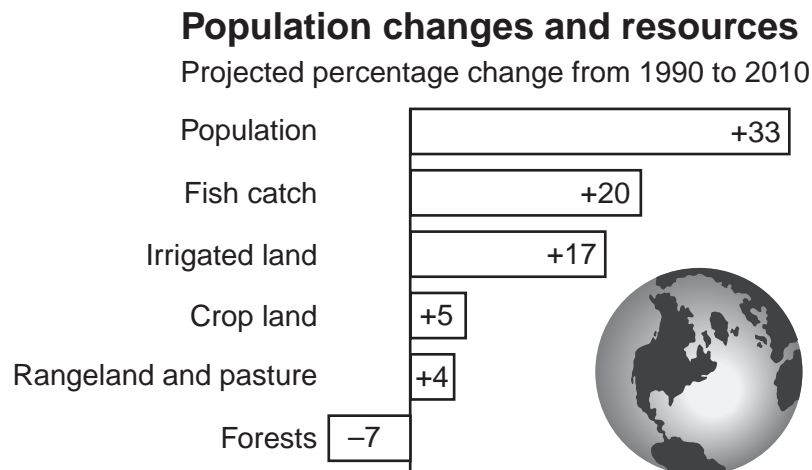 Population changes and resources
Projected percentage change from 1990 to 2010
Population +33
Fish catch +20
Irrigated land +17
Crop land +5
Rangeland and pasture +4
Forests –7